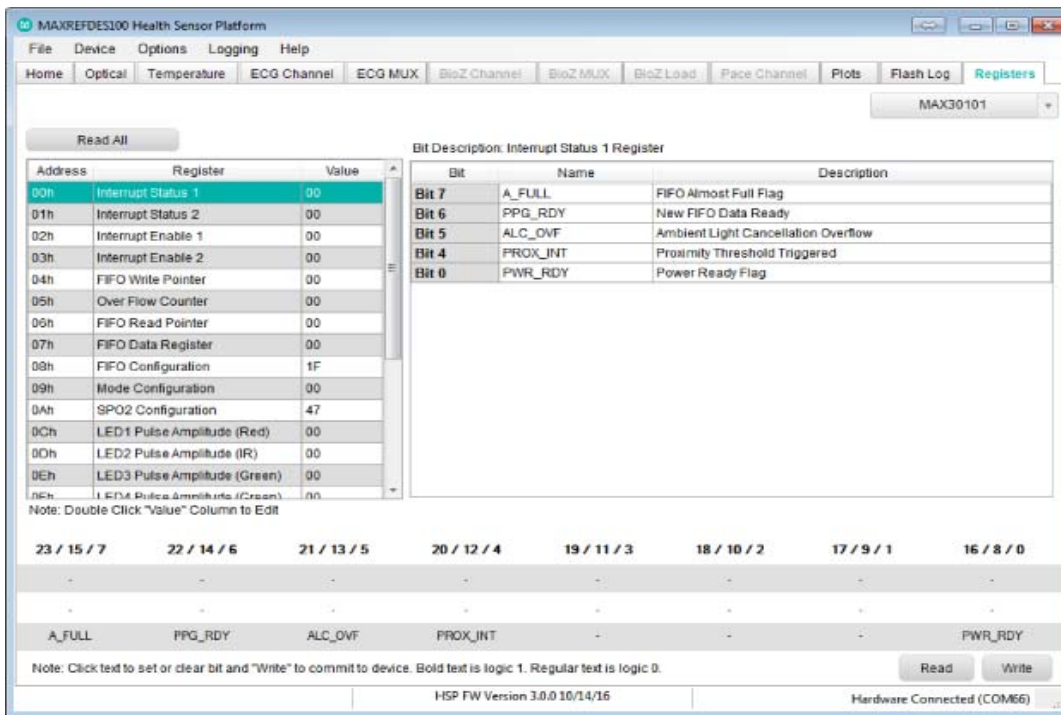 MAXREFDES100 Health Sensor Platform
File Device Options Logging Help
Home Optical Temperature ECG Channel ECG MUX BioZ Channel BioZ MUX BioZ Load Pace Channel Plots Flash Log Registers
MAX30101
Read All
Bit Description: Interrupt Status 1 Register
Address Register Value
00h Interrupt Status 1 00
01h Interrupt Status 2 00
02h Interrupt Enable 1 00
03h Interrupt Enable 2 00
04h FIFO Write Pointer 00
05h Over Flow Counter 00
06h FIFO Read Pointer 00
07h FIFO Data Register 00
08h FIFO Configuration 1F
09h Mode Configuration 00
0Ah SPO2 Configuration 47
0Ch LED1 Pulse Amplitude (Red) 00
0Dh LED2 Pulse Amplitude (IR) 00
0Eh LED3 Pulse Amplitude (Green) 00
0Fh LED4 Pulse Amplitude (Green) 00
Bit Name Description
Bit 7 A_FULL FIFO Almost Full Flag
Bit 6 PPG_RDY New FIFO Data Ready
Bit 5 ALC_OVF Ambient Light Cancellation Overflow
Bit 4 PROX_INT Proximity Threshold Triggered
Bit 0 PWR_RDY Power Ready Flag
Note: Double Click "Value" Column to Edit
23 / 15 / 7 22 / 14 / 6 21 / 13 / 5 20 / 12 / 4 19 / 11 / 3 18 / 10 / 2 17 / 9 / 1 16 / 8 / 0
- - - - - - - -
- - - - - - - -
A_FULL PPG_RDY ALC_OVF PROX_INT - - - PWR_RDY
Note: Click text to set or clear bit and "Write" to commit to device. Bold text is logic 1. Regular text is logic 0.
Read Write
HSP FW Version 3.0.0 10/14/16 Hardware Connected (COM66)